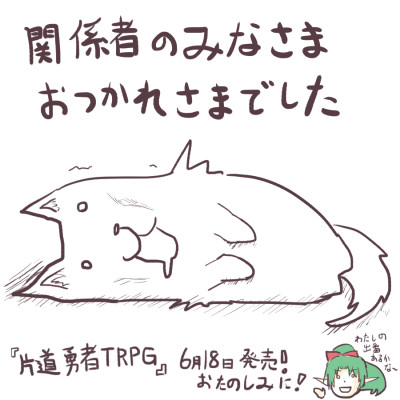 関係者のみなさま
おつかれさまでした
『片道勇者TRPG』 6月18日 発売!
おたのしみに!
わたしの
出番
あるか
な〜